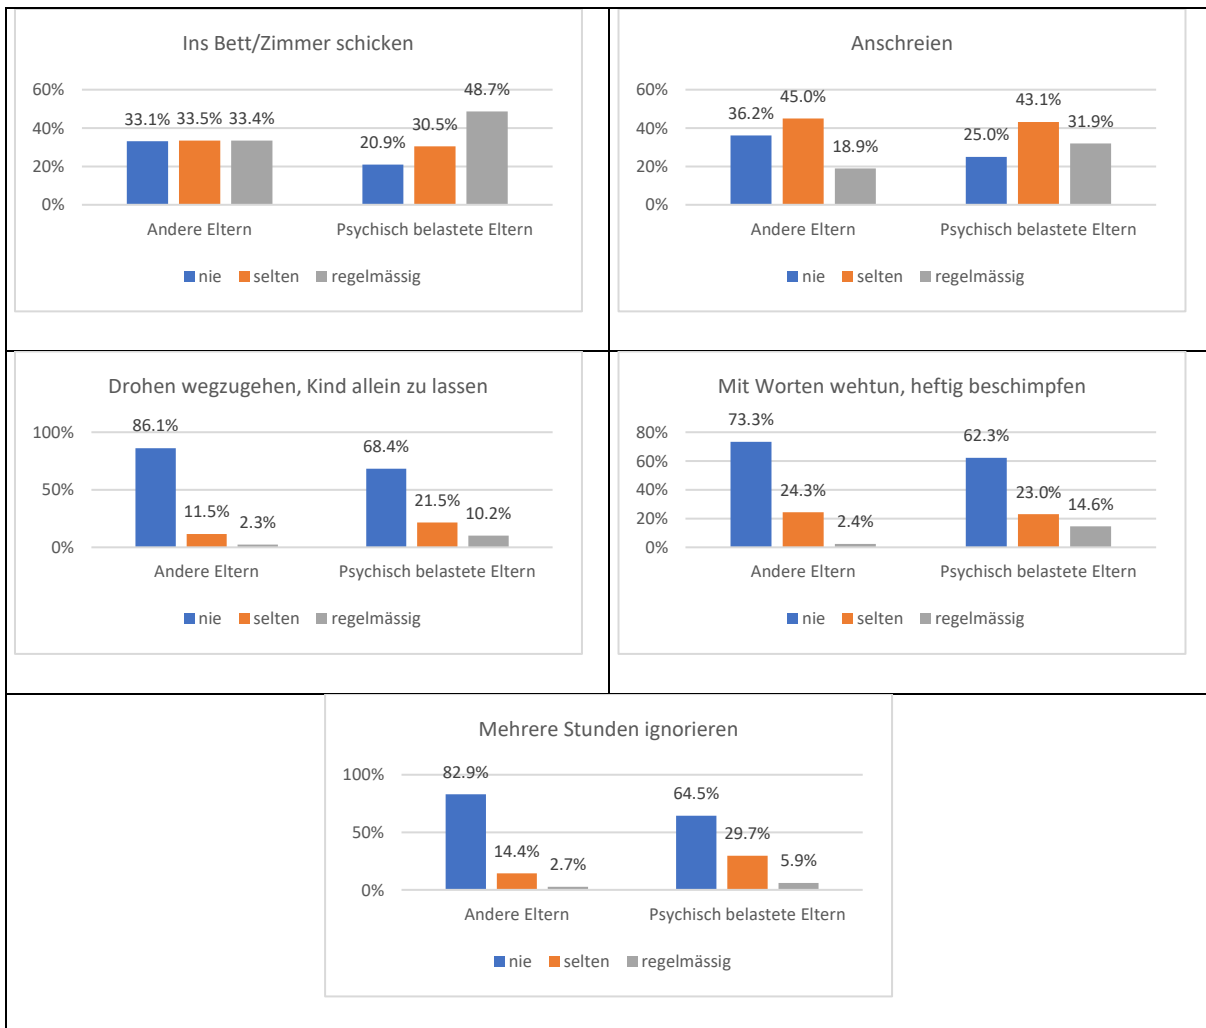 Ins Bett/Zimmer schicken
60%
40%
20%
0%
33.1% 33.5% 33.4%
20.9%
30.5%
48.7%
Andere Eltern
Psychisch belastete Eltern
nie selten regelmässig
Anschreien
60%
40%
20%
0%
36.2%
45.0%
18.9%
25.0%
43.1%
31.9%
Andere Eltern
Psychisch belastete Eltern
nie selten regelmässig
Drohen wegzugehen, Kind allein zu lassen
100%
50%
0%
86.1%
11.5%
2.3%
68.4%
21.5%
10.2%
Andere Eltern
Psychisch belastete Eltern
nie selten regelmässig
Mit Worten wehtun, heftig beschimpfen
80%
60%
40%
20%
0%
73.3%
24.3%
2.4%
62.3%
23.0%
14.6%
Andere Eltern
Psychisch belastete Eltern
nie selten regelmässig
Mehrere Stunden ignorieren
100%
50%
0%
82.9%
14.4%
2.7%
64.5%
29.7%
5.9%
Andere Eltern
Psychisch belastete Eltern
nie selten regelmässig